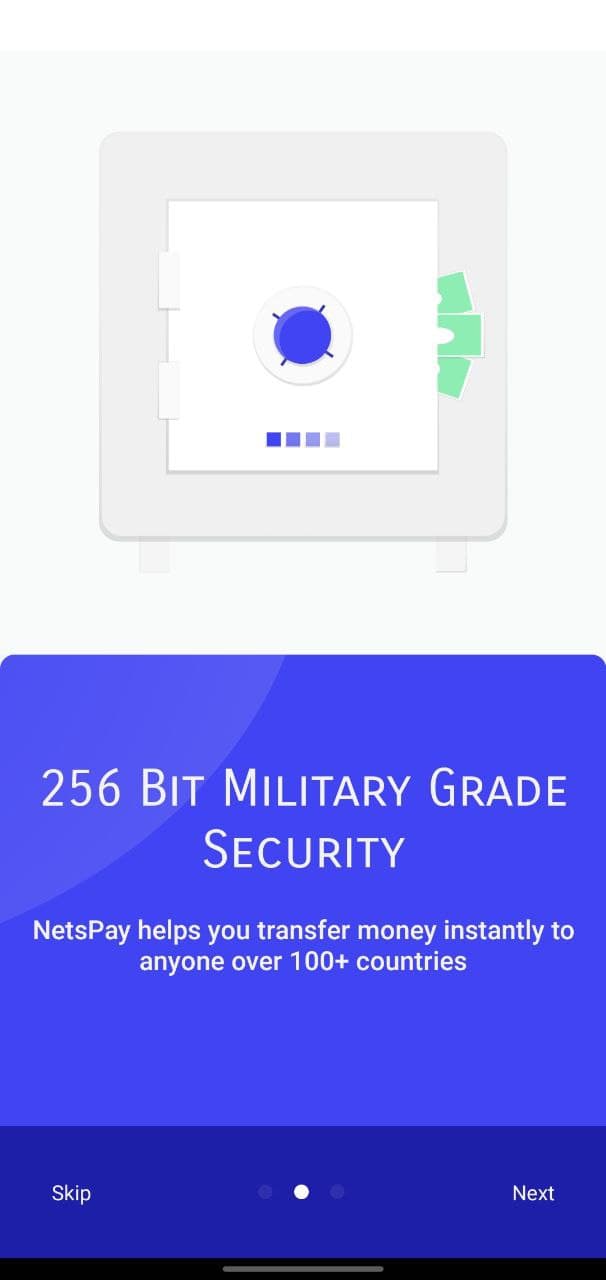 256 Bit Military Grade
Security
NetsPay helps you transfer money instantly to
anyone over 100+ countries
Skip
Next